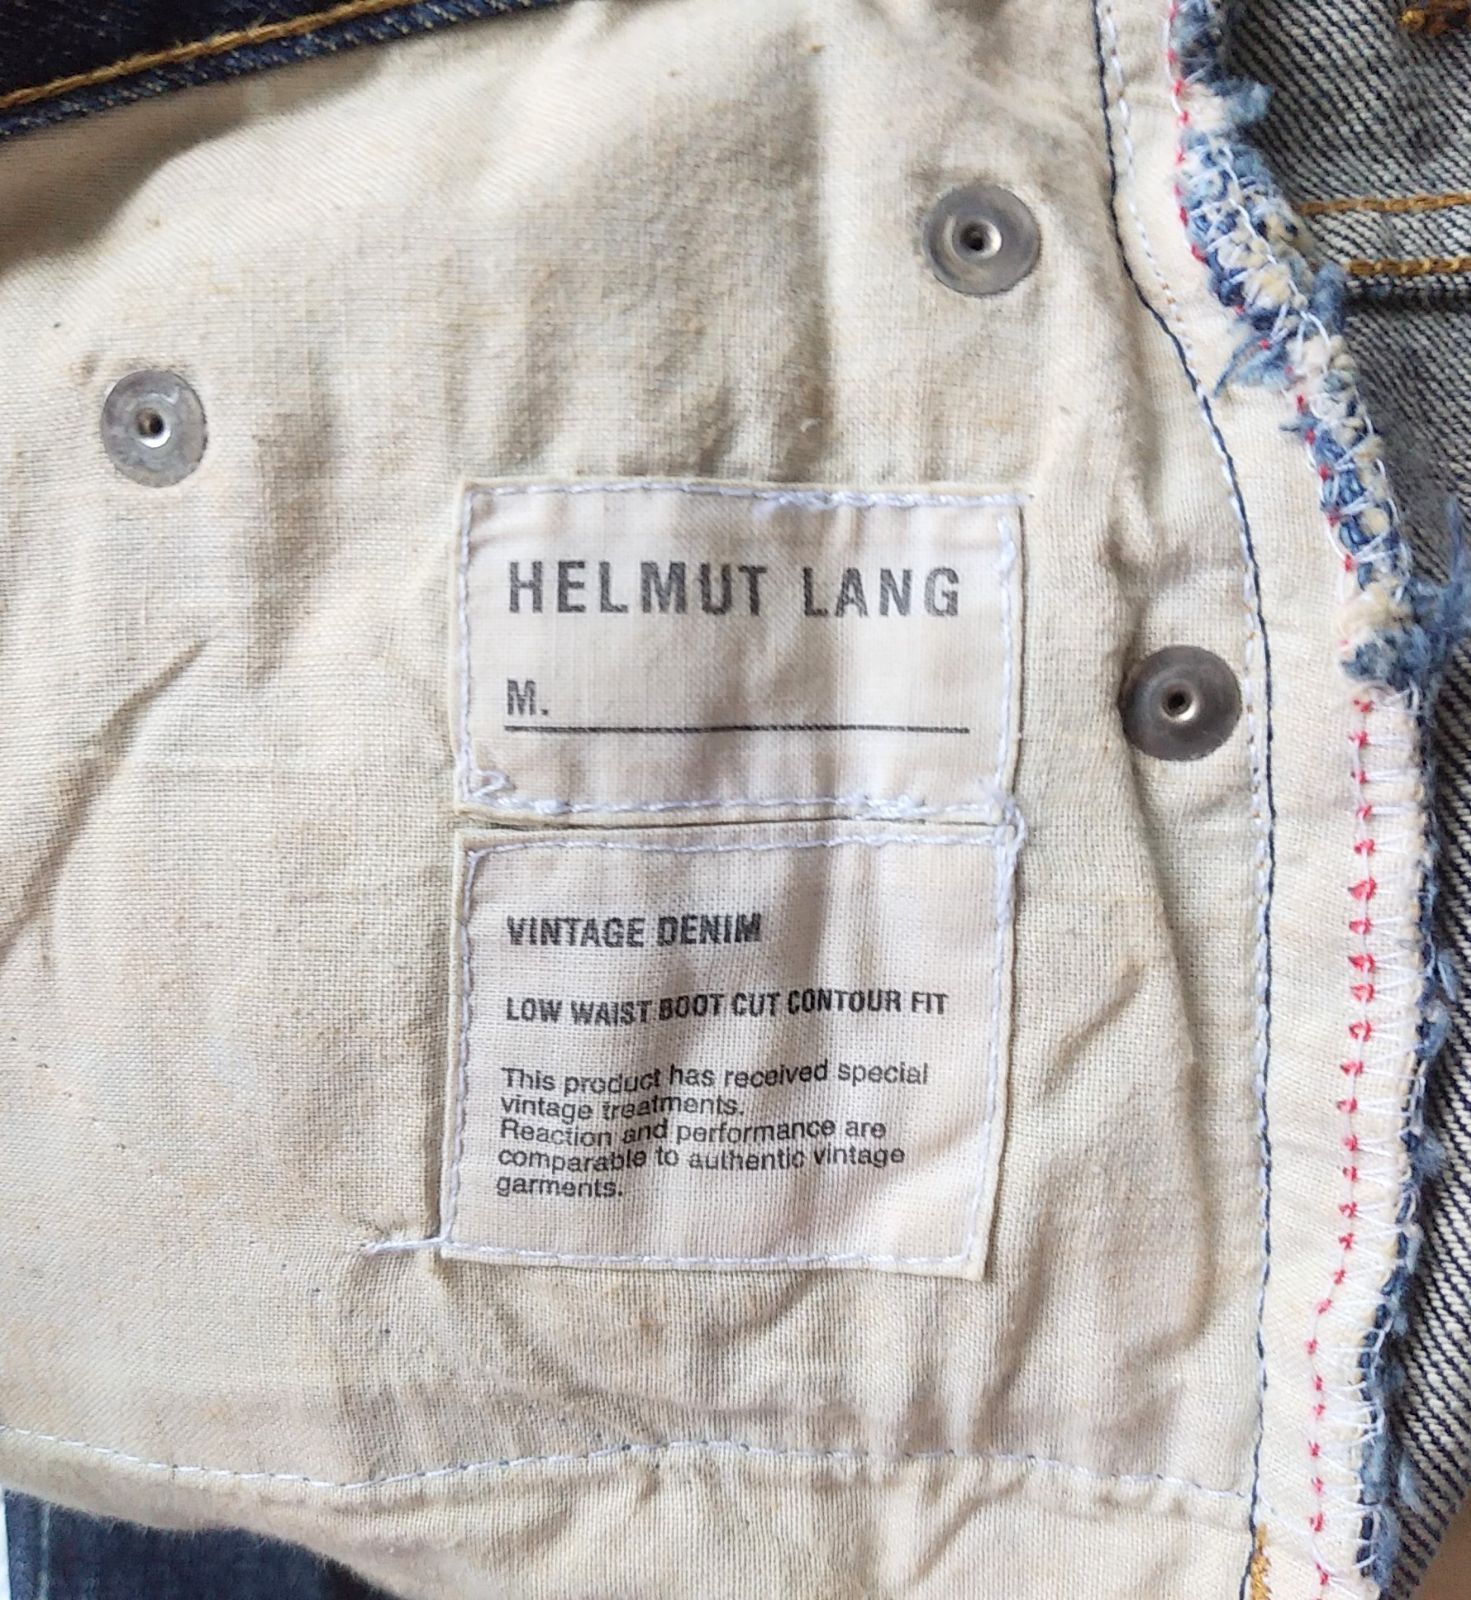 HELMUT LANG
M.
VINTAGE DENIM
LOW WAIST BOOT CUT CONTOUR FIT
This product has received special
vintage treatments.
Reaction and performance are
comparable to authentic vintage
garments.